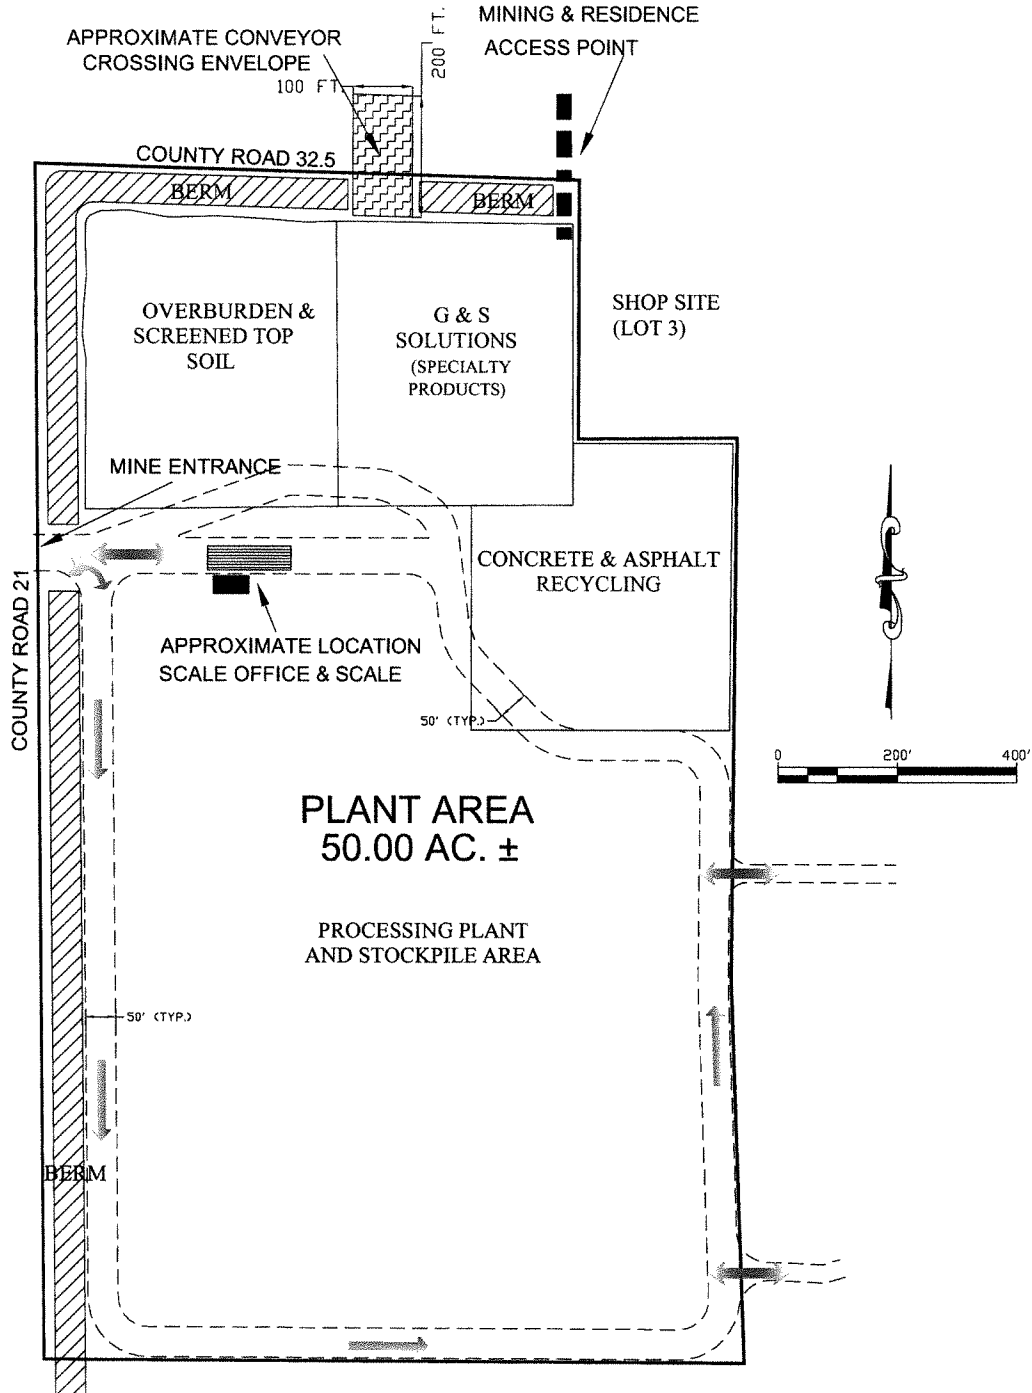 MINING & RESIDENCE
ACCESS POINT
APPROXIMATE CONVEYOR
CROSSING ENVELOPE
200 FT.
100 FT.
COUNTY ROAD 32.5
BERM
BERM
OVERBURDEN &
SCREENED TOP
SOIL
G & S
SOLUTIONS
(SPECIALTY
PRODUCTS)
SHOP SITE
(LOT 3)
MINE ENTRANCE
CONCRETE & ASPHALT
RECYCLING
COUNTY ROAD 21
APPROXIMATE LOCATION
SCALE OFFICE & SCALE
50' (TYP.)
0 200' 400'
PLANT AREA
50.00 AC. ±
PROCESSING PLANT
AND STOCKPILE AREA
50' (TYP.)
BERM